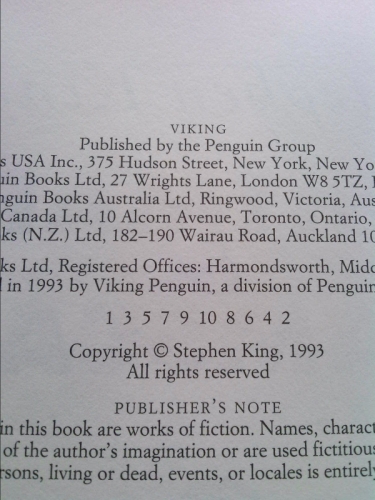 VIKING
Published by the Penguin Group
s USA Inc., 375 Hudson Street, New York, New Yo
uin Books Ltd, 27 Wrights Lane, London W8 5TZ,
nguin Books Australia Ltd, Ringwood, Victoria, Aus
Canada Ltd, 10 Alcorn Avenue, Toronto, Ontario,
ks (N.Z.) Ltd, 182–190 Wairau Road, Auckland 10
ks Ltd, Registered Offices: Harmondsworth, Midd
in 1993 by Viking Penguin, a division of Penguin
1 3 5 7 9 10 8 6 4 2
Copyright © Stephen King, 1993
All rights reserved
PUBLISHER'S NOTE
in this book are works of fiction. Names, charact
of the author's imagination or are used fictitious
rsons, living or dead, events, or locales is entirely